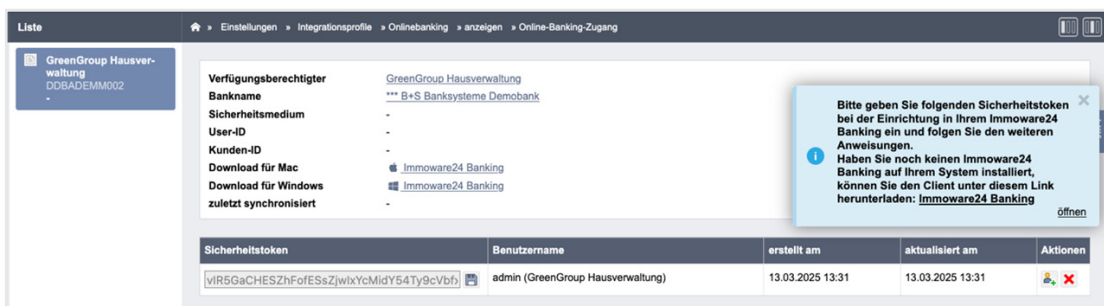 Liste
» Einstellungen » Integrationsprofile » Onlinebanking » anzeigen » Online-Banking-Zugang
GreenGroup Hausver-
waltung
DDBADEMM002
-
Verfügungsberechtigter GreenGroup Hausverwaltung
Bankname *** B+S Banksysteme Demobank
Sicherheitsmedium -
User-ID -
Kunden-ID -
Download für Mac Immoware24 Banking
Download für Windows Immoware24 Banking
zuletzt synchronisiert -
Bitte geben Sie folgenden Sicherheitstoken
bei der Einrichtung in Ihrem Immoware24
Banking ein und folgen Sie den weiteren
Anweisungen.
Haben Sie noch keinen Immoware24
Banking auf Ihrem System installiert,
können Sie den Client unter diesem Link
herunterladen: Immoware24 Banking
öffnen
Sicherheitstoken Benutzername erstellt am aktualisiert am Aktionen
admin (GreenGroup Hausverwaltung) 13.03.2025 13:31 13.03.2025 13:31